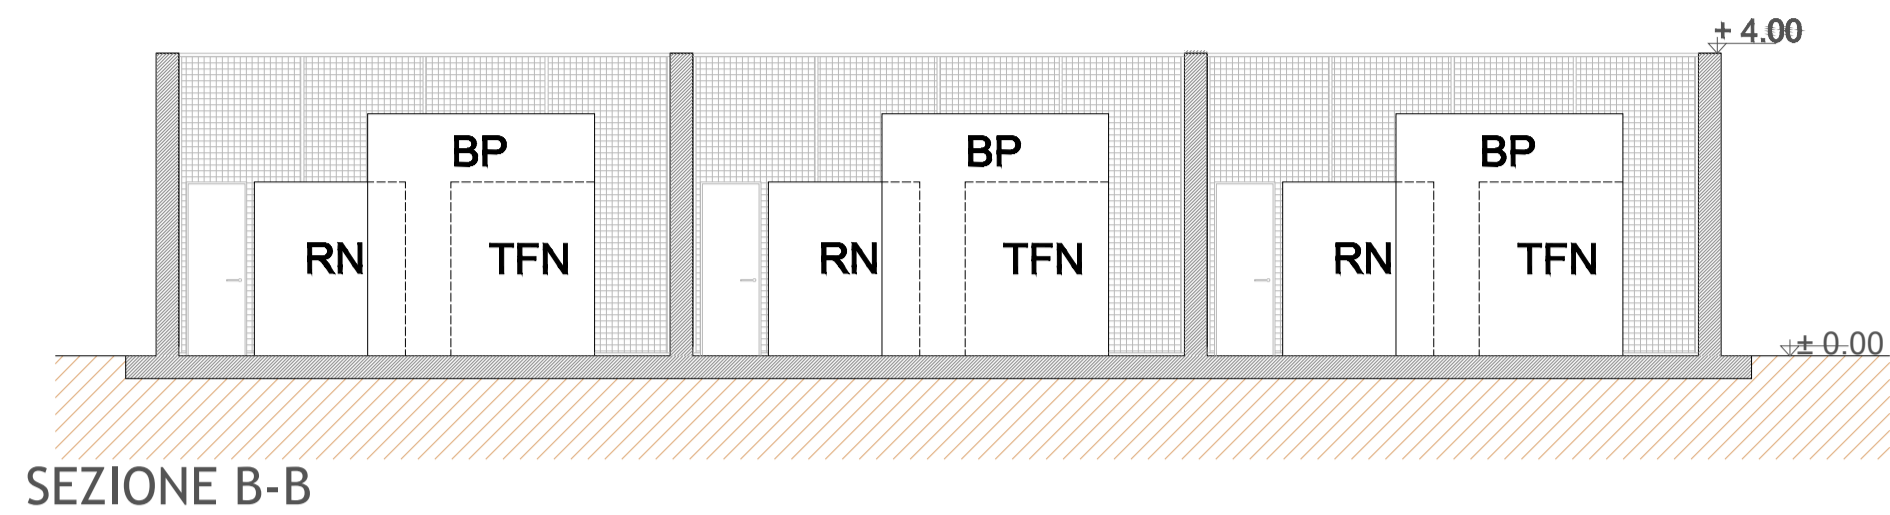 + 4.00
BP BP BP
RN TFN RN TFN RN TFN
± 0.00
SEZIONE B-B